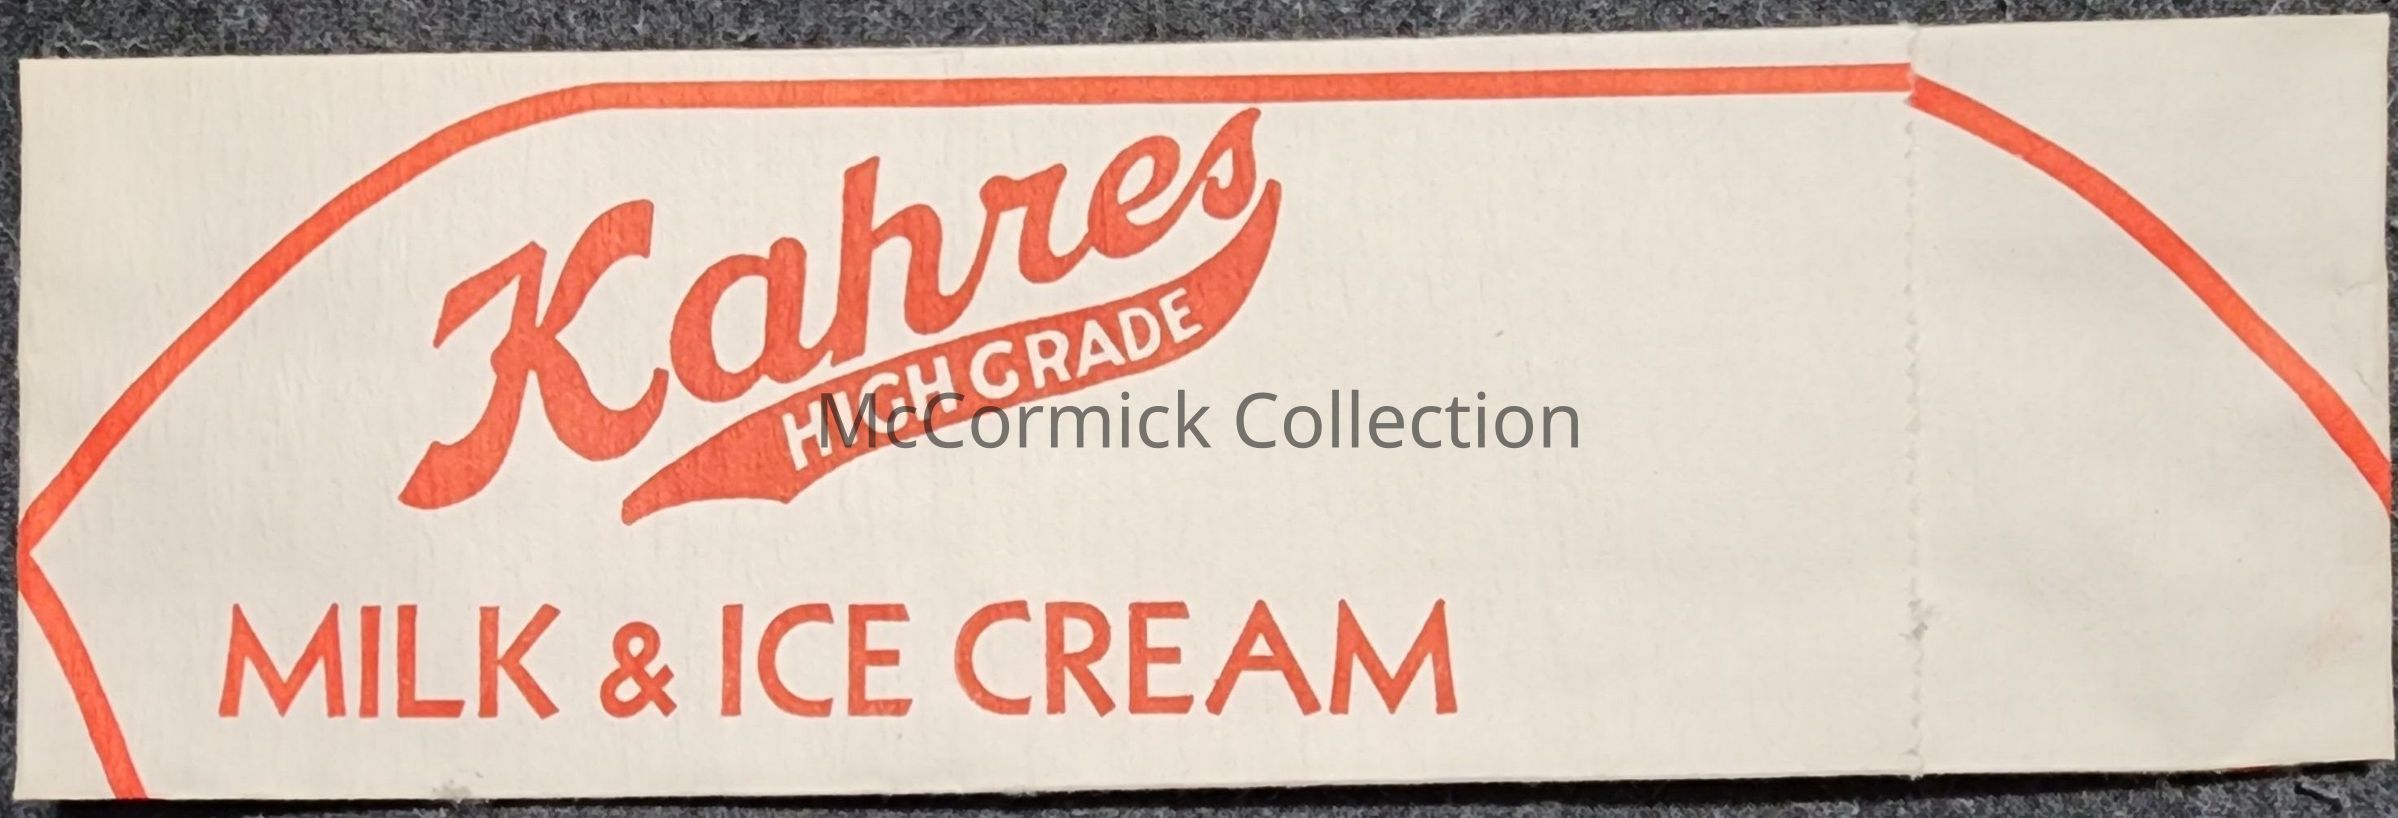 Kahres
HIGH GRADE
McCormick Collection
MILK & ICE CREAM